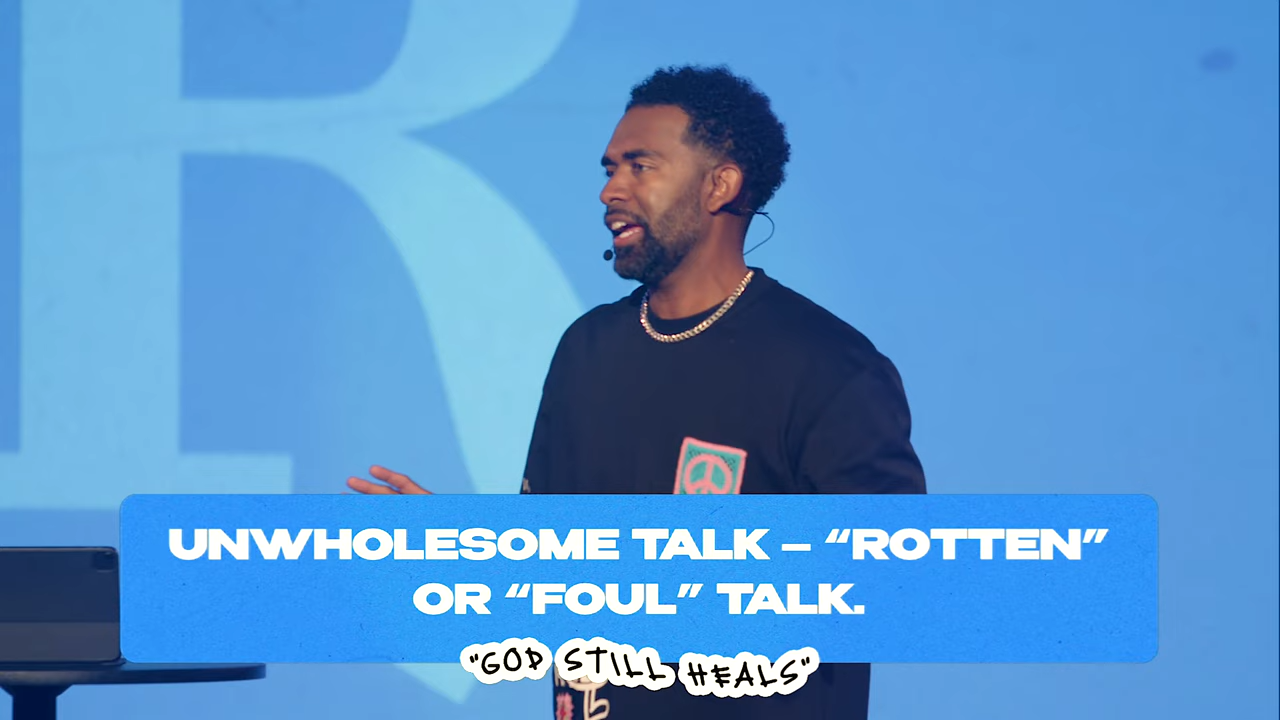 UNWHOLESOME TALK – “ROTTEN”
OR “FOUL” TALK.
"GOD STILL HEALS"